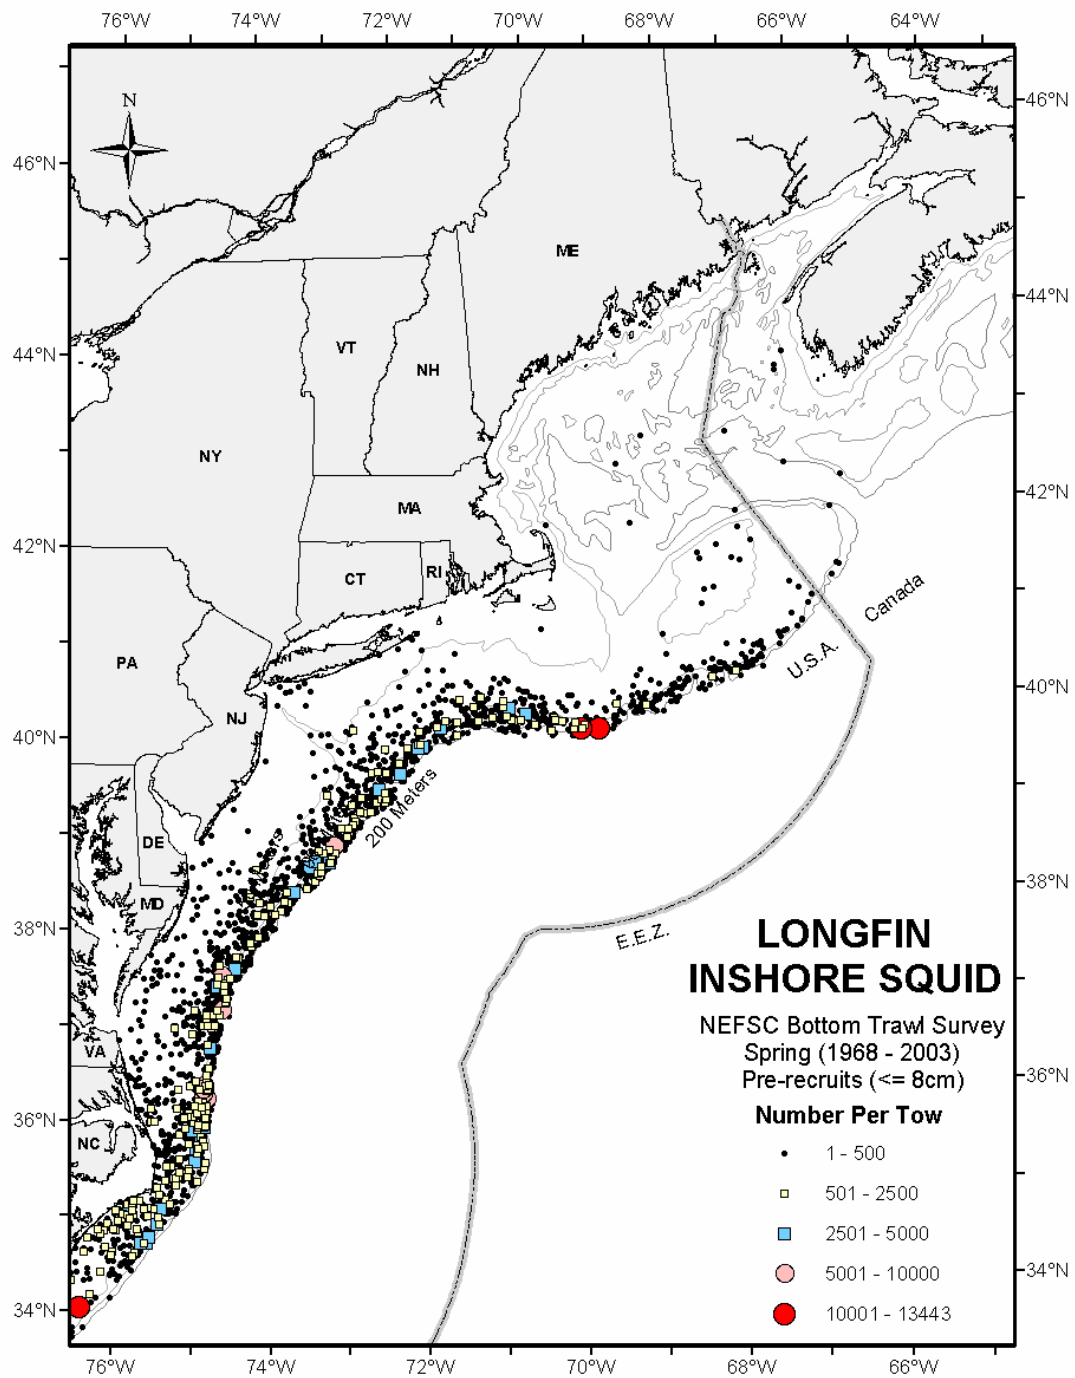 76°W 74°W 72°W 70°W 68°W 66°W 64°W
N
46°N
46°N
ME
44°N
VT
44°N
NH
NY
42°N
MA
42°N
CT
RI
Canada
PA
U.S.A.
40°N
NJ
40°N
200 Meters
DE
38°N
MD
38°N
E.E.Z.
LONGFIN
INSHORE SQUID
NEFSC Bottom Trawl Survey
Spring (1968 - 2003)
Pre-recruits (<= 8cm)
VA
36°N
Number Per Tow
36°N
NC
1 - 500
501 - 2500
2501 - 5000
34°N
5001 - 10000
34°N
10001 - 13443
76°W 74°W 72°W 70°W 68°W 66°W